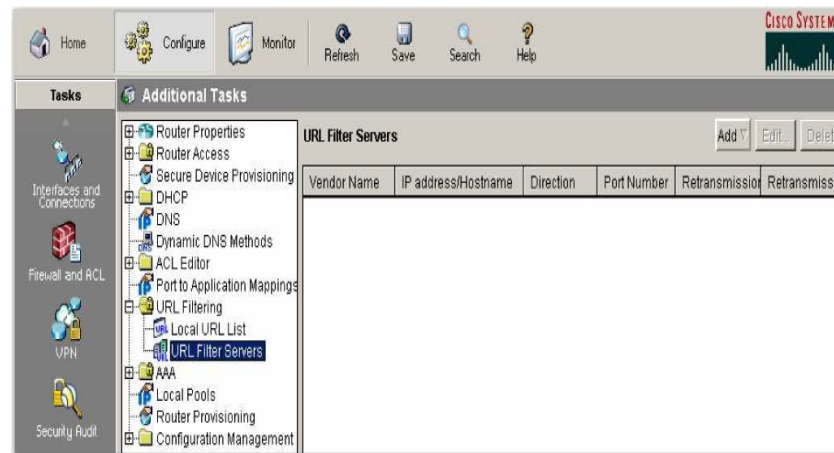 Home
Configure
Monitor
Refresh
Save
Search
Help
CISCO SYSTEM
Tasks
Additional Tasks
Interfaces and
Connections
Firewall and ACL
VPN
Security Audit
Router Properties
Router Access
Secure Device Provisioning
DHCP
DNS
Dynamic DNS Methods
ACL Editor
Port to Application Mappings
URL Filtering
Local URL List
URL Filter Servers
AAA
Local Pools
Router Provisioning
Configuration Management
URL Filter Servers
Add
Edit...
Delet
Vendor Name
IP address/Hostname
Direction
Port Number
Retransmission
Retransmiss